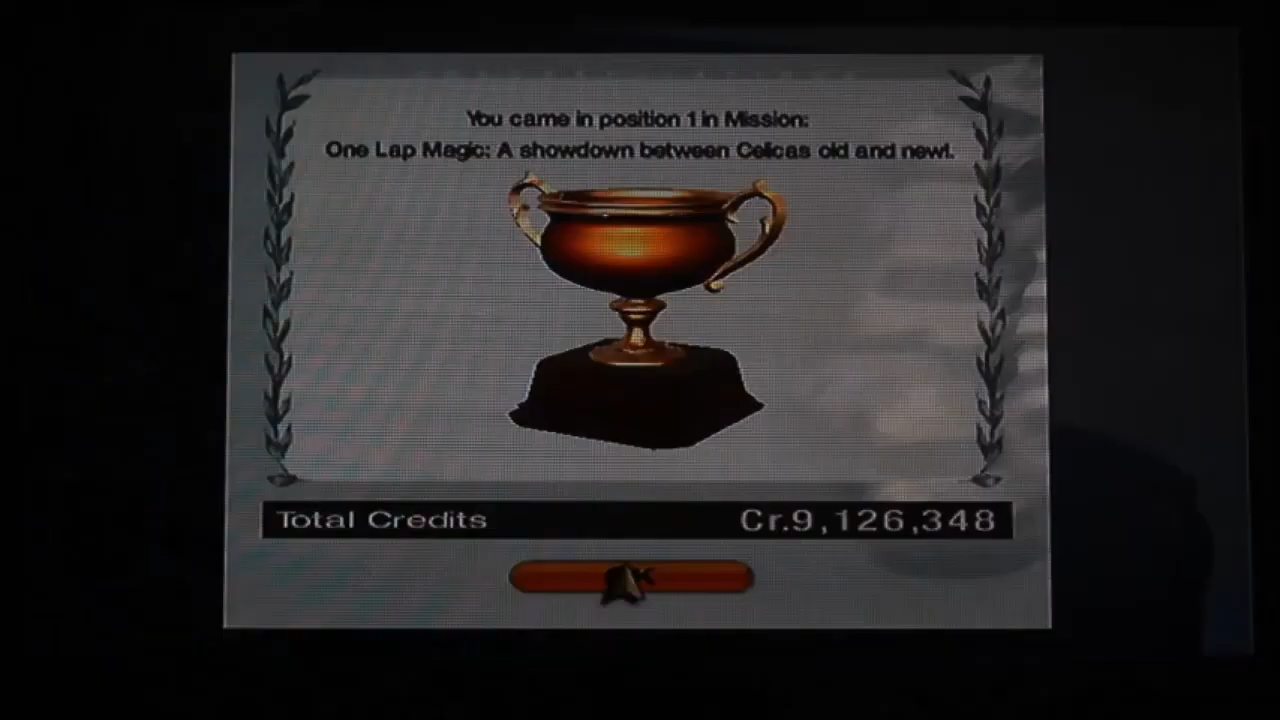 You came in position 1 in Mission:
One Lap Magic: A showdown between Celicas old and new!.
Total Credits
Cr.9,126,348